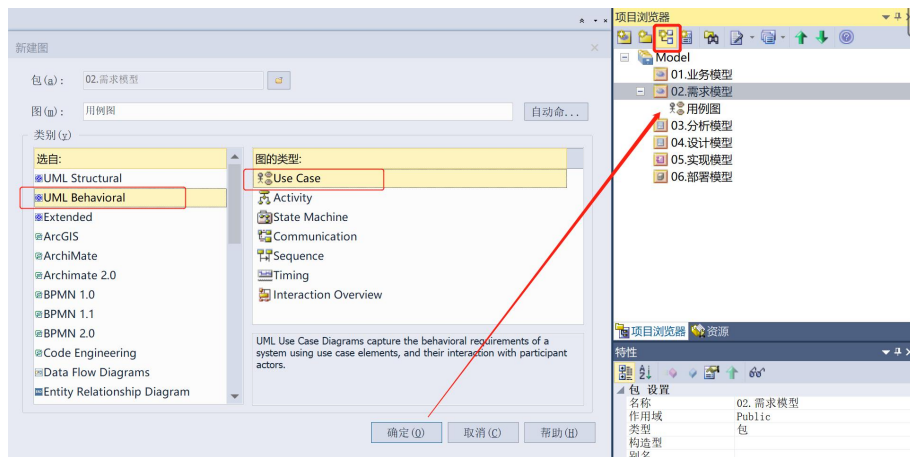 新建图
包(a):
02.需求模型
图(m):
用例图
自动命...
类别(y)
选自:
UML Structural
UML Behavioral
Extended
ArcGIS
ArchiMate
Archimate 2.0
BPMN 1.0
BPMN 1.1
BPMN 2.0
Code Engineering
Data Flow Diagrams
Entity Relationship Diagram
图的类型:
Use Case
Activity
State Machine
Communication
Sequence
Timing
Interaction Overview
UML Use Case Diagrams capture the behavioral requirements of a
system using use case elements, and their interaction with participant
actors.
确定(O)
取消(C)
帮助(H)
项目浏览器
Model
01.业务模型
02.需求模型
用例图
03.分析模型
04.设计模型
05.实现模型
06.部署模型
项目浏览器
资源
特性
包 设置
名称
02.需求模型
作用域
Public
类型
包
构造型
别名